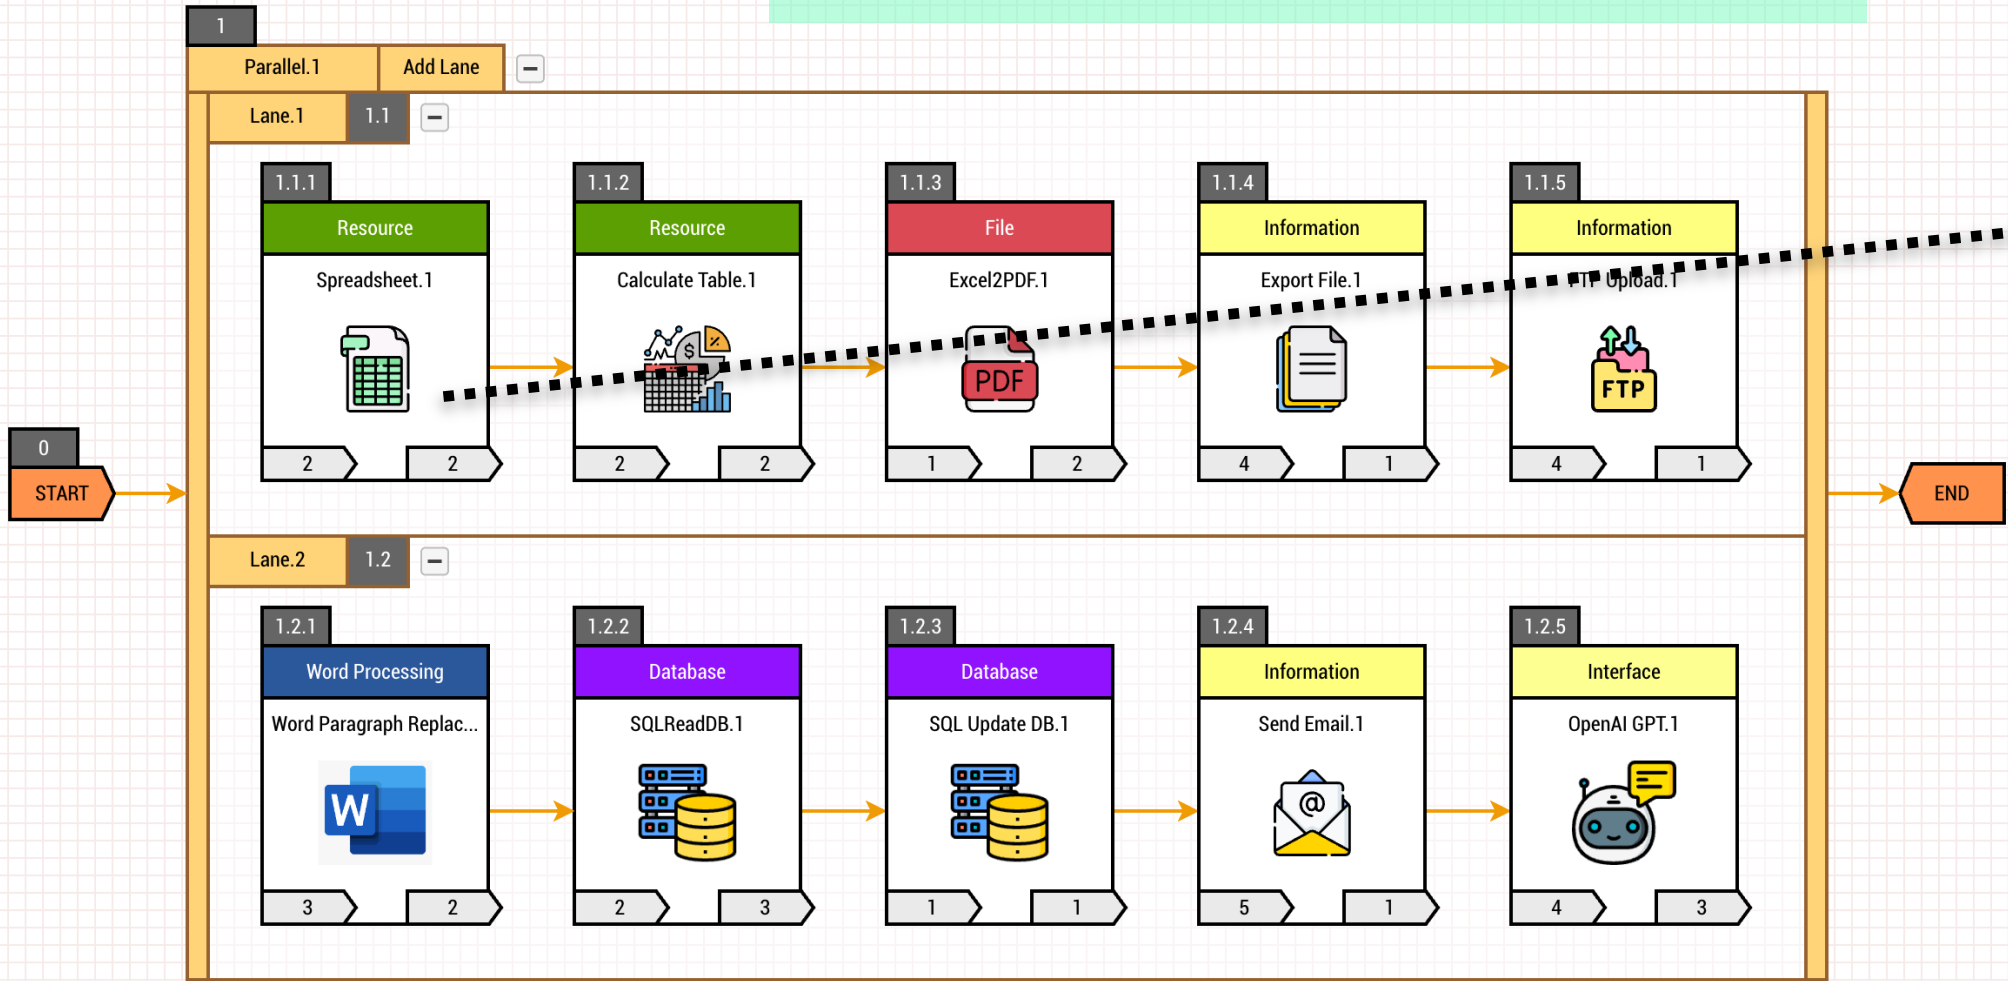 1
Parallel.1 Add Lane
Lane.1 1.1
1.1.1 1.1.2 1.1.3 1.1.4 1.1.5
Resource Resource File Information Information
Spreadsheet.1 Calculate Table.1 Excel2PDF.1 Export File.1 FTP Upload.1
$ %
PDF FTP
2 2 2 2 1 2 4 1 4 1
0
START END
Lane.2 1.2
1.2.1 1.2.2 1.2.3 1.2.4 1.2.5
Word Processing Database Database Information Interface
Word Paragraph Replac... SQLReadDB.1 SQL Update DB.1 Send Email.1 OpenAI GPT.1
W @
3 2 2 3 1 1 5 1 4 3